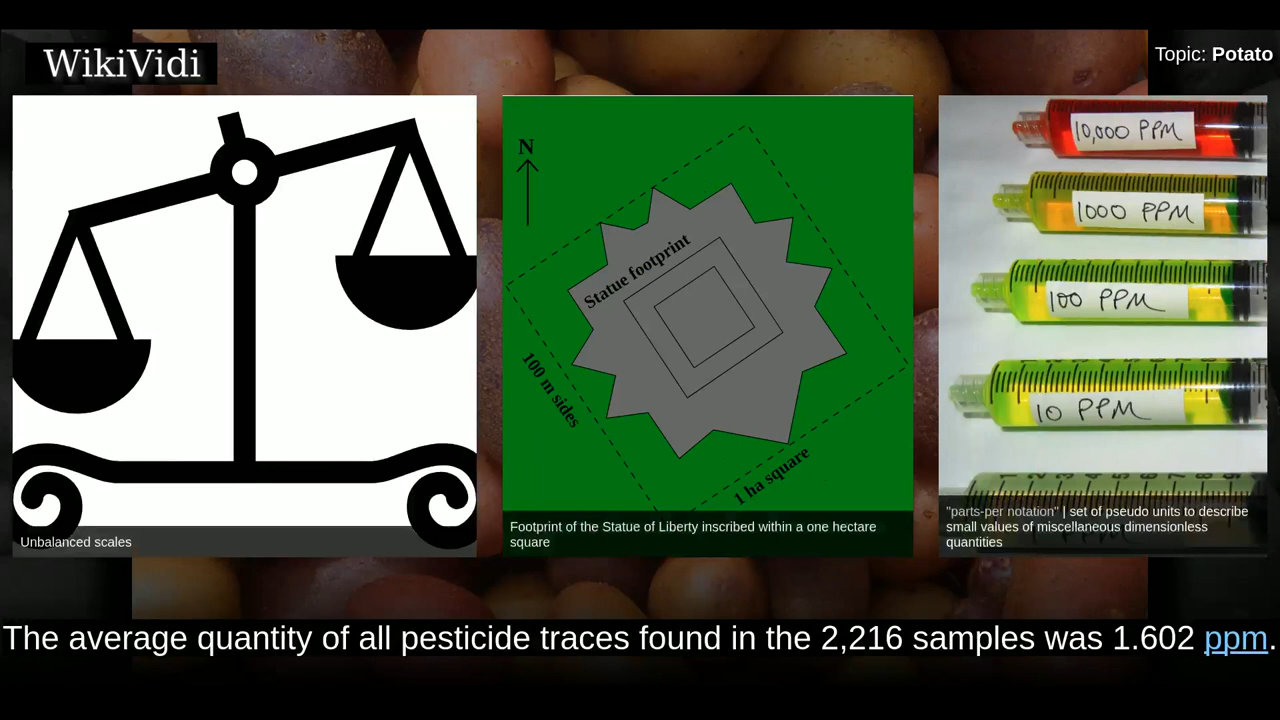 WikiVidi
Topic: Potato
N
Statue footprint
100 m sides
1 ha square
10,000 PPM
1000 PPM
100 PPM
10 PPM
Unbalanced scales
Footprint of the Statue of Liberty inscribed within a one hectare
square
"parts-per notation" | set of pseudo units to describe
small values of miscellaneous dimensionless
quantities
The average quantity of all pesticide traces found in the 2,216 samples was 1.602 ppm.